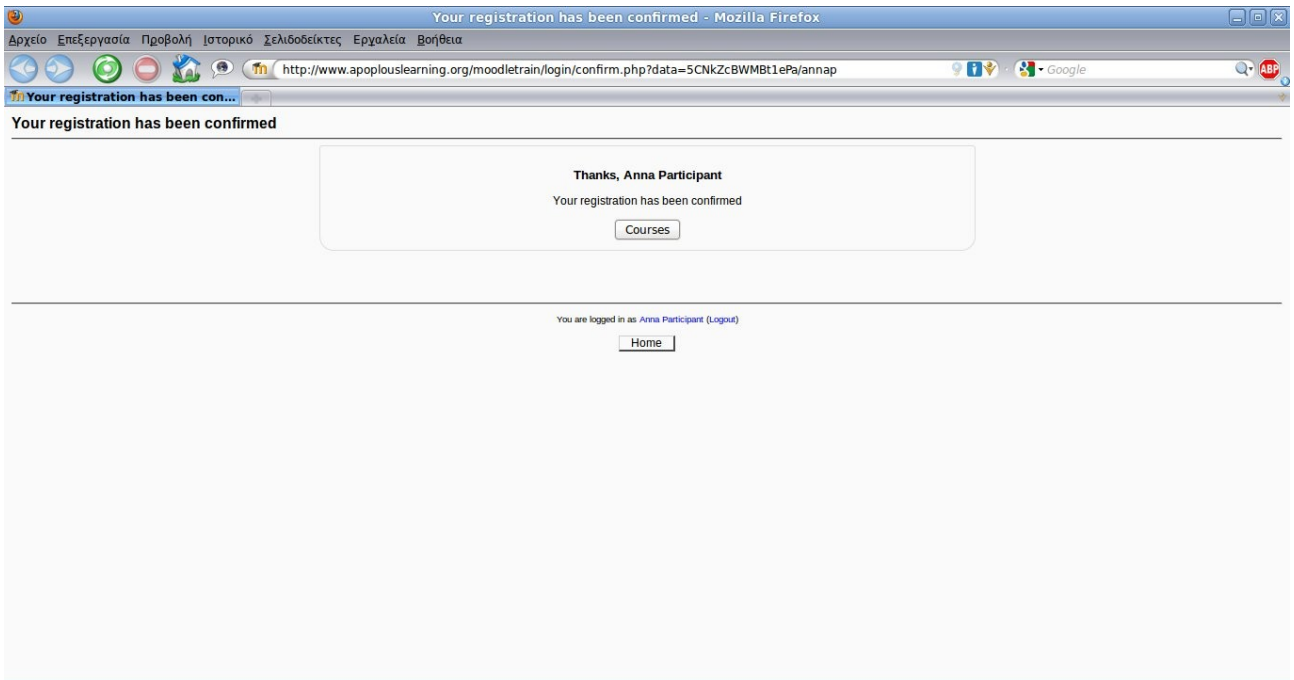 Your registration has been confirmed - Mozilla Firefox
Αρχείο Επεξεργασία Προβολή Ιστορικό Σελιδοδείκτες Εργαλεία Βοήθεια
http://www.apoplouslearning.org/moodletrain/login/confirm.php?data=5CNkZcBWMBt1ePa/annap Google ABP
Your registration has been con...
Your registration has been confirmed
Thanks, Anna Participant
Your registration has been confirmed
Courses
You are logged in as Anna Participant (Logout)
Home